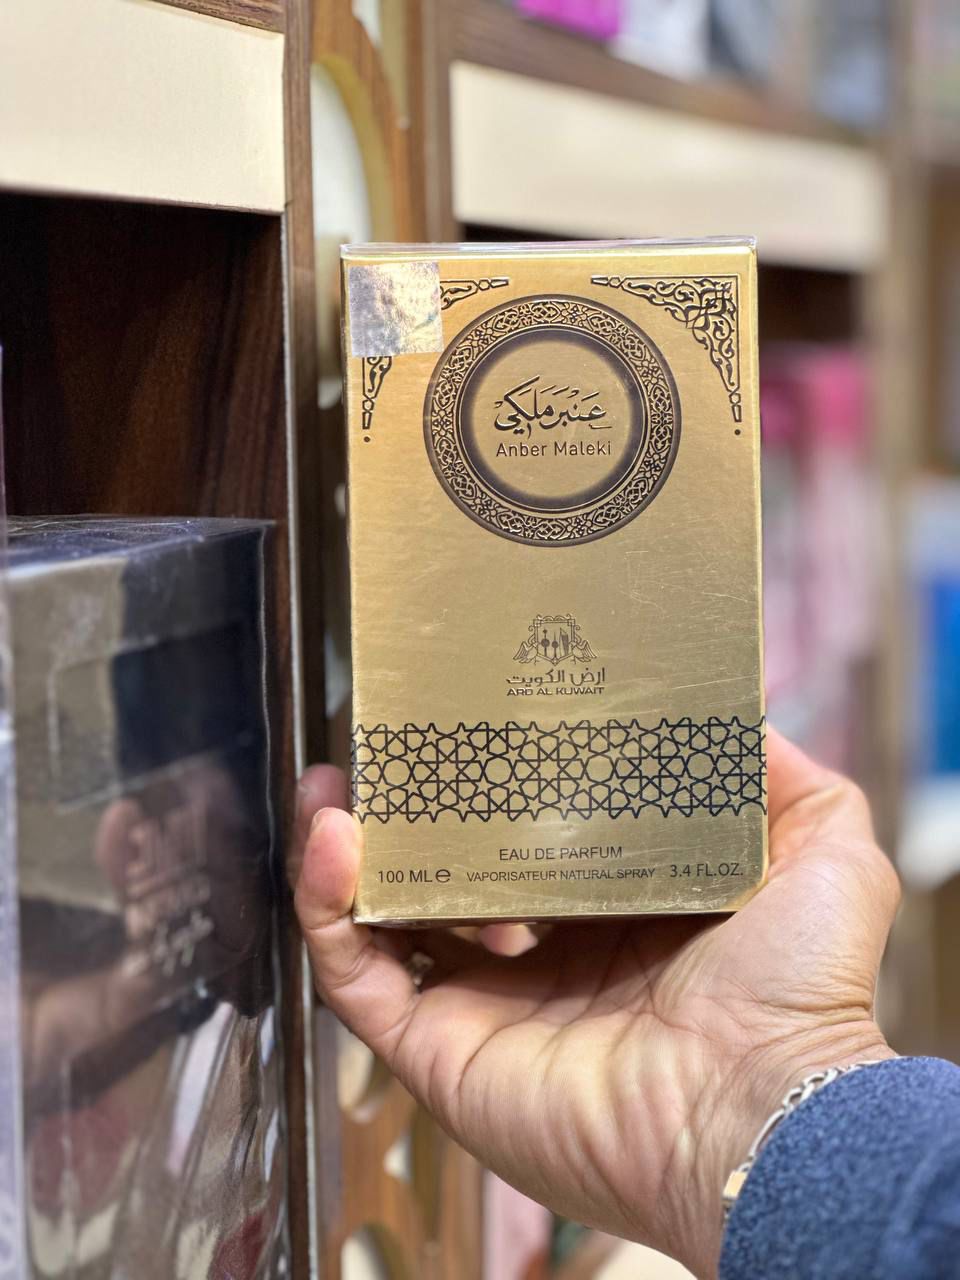 عنبر ملكي
Anber Maleki
ارض الكويت
ARD AL KUWAIT
EAU DE PARFUM
100 ML e VAPORISATEUR NATURAL SPRAY 3.4 FL.OZ.